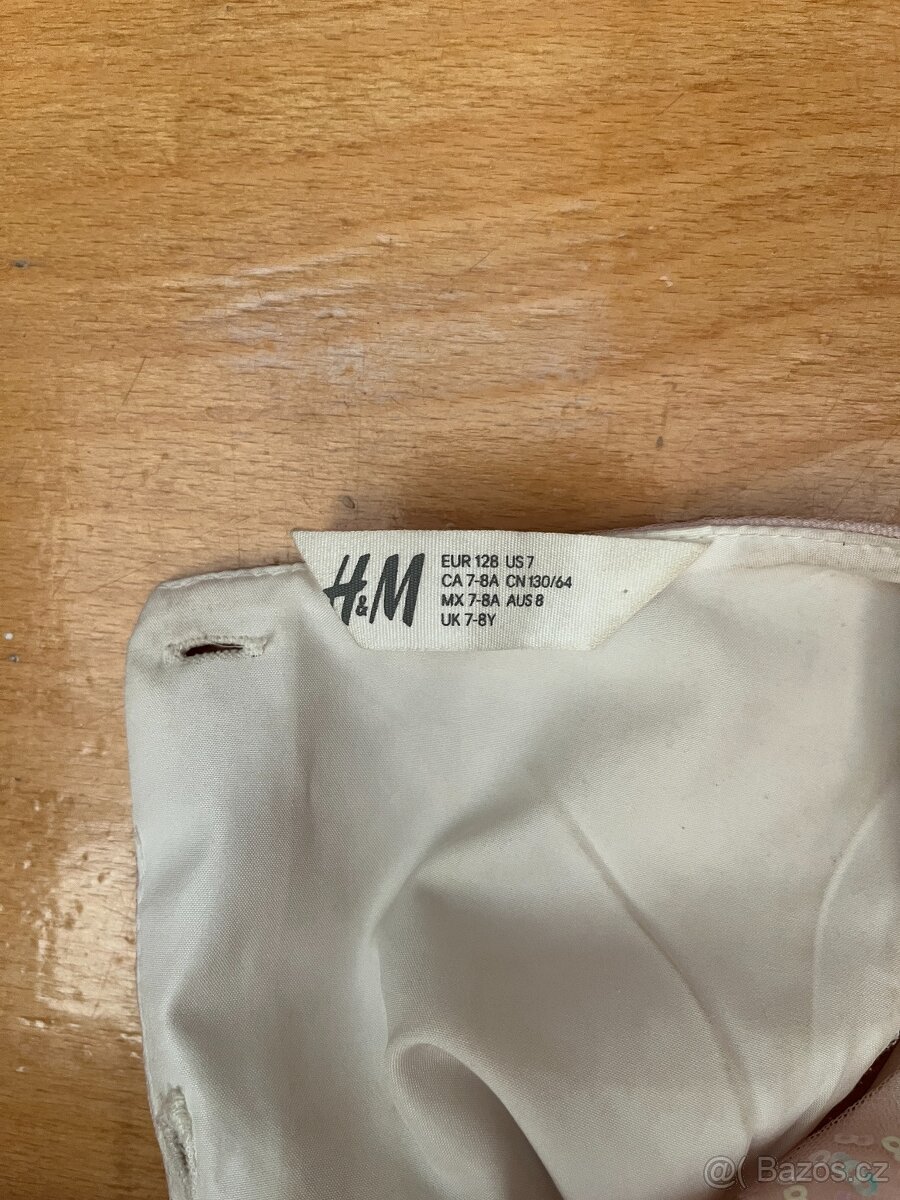 H&M
EUR 128 US 7
CA 7-8A CN 130/64
MX 7-8A AUS 8
UK 7-8Y
@( Bazos.cz